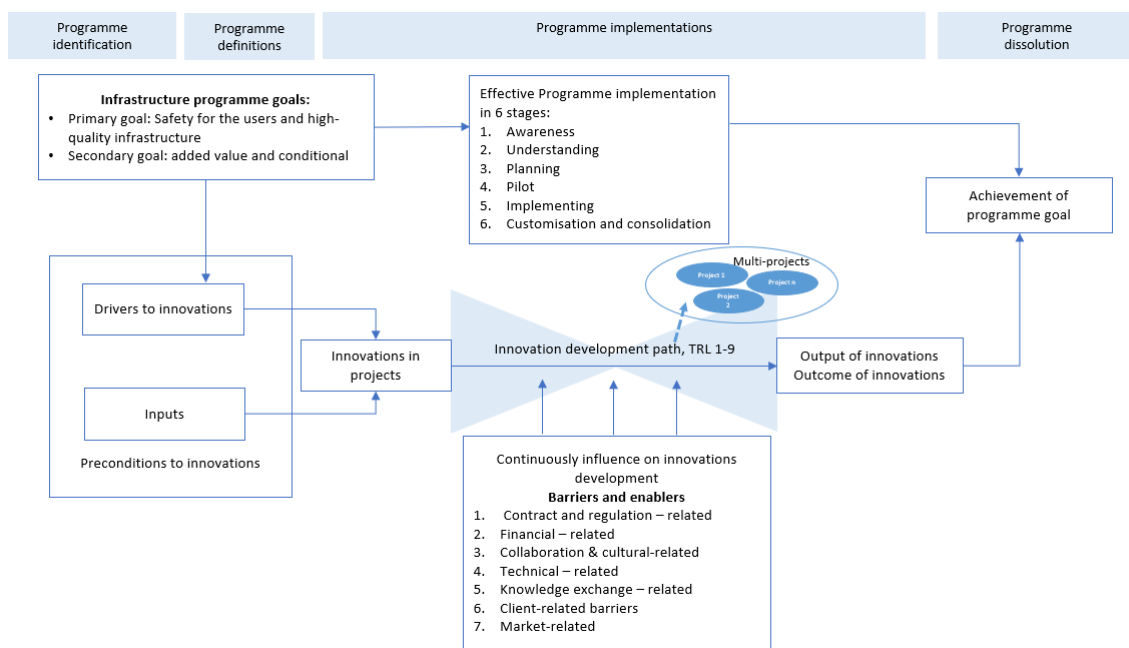 Programme
identification
Programme
definitions
Programme implementations
Programme
dissolution
Infrastructure programme goals:
• Primary goal: Safety for the users and high-
quality infrastructure
• Secondary goal: added value and conditional
Effective Programme implementation
in 6 stages:
1. Awareness
2. Understanding
3. Planning
4. Pilot
5. Implementing
6. Customisation and consolidation
Achievement of
programme goal
Multi-projects
Project 1
Project n
Project
2
Drivers to innovations
Innovations in
projects
Innovation development path, TRL 1-9
Output of innovations
Outcome of innovations
Inputs
Preconditions to innovations
Continuously influence on innovations
development
Barriers and enablers
1. Contract and regulation – related
2. Financial – related
3. Collaboration & cultural-related
4. Technical – related
5. Knowledge exchange – related
6. Client-related barriers
7. Market-related